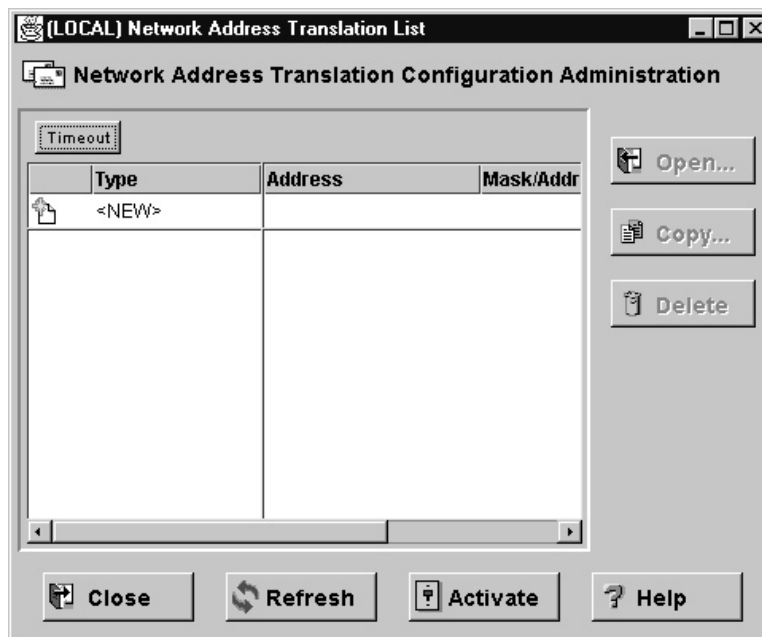 (LOCAL) Network Address Translation List
Network Address Translation Configuration Administration
Timeout
Type Address Mask/Addr
<NEW>
Open...
Copy...
Delete
Close Refresh Activate Help